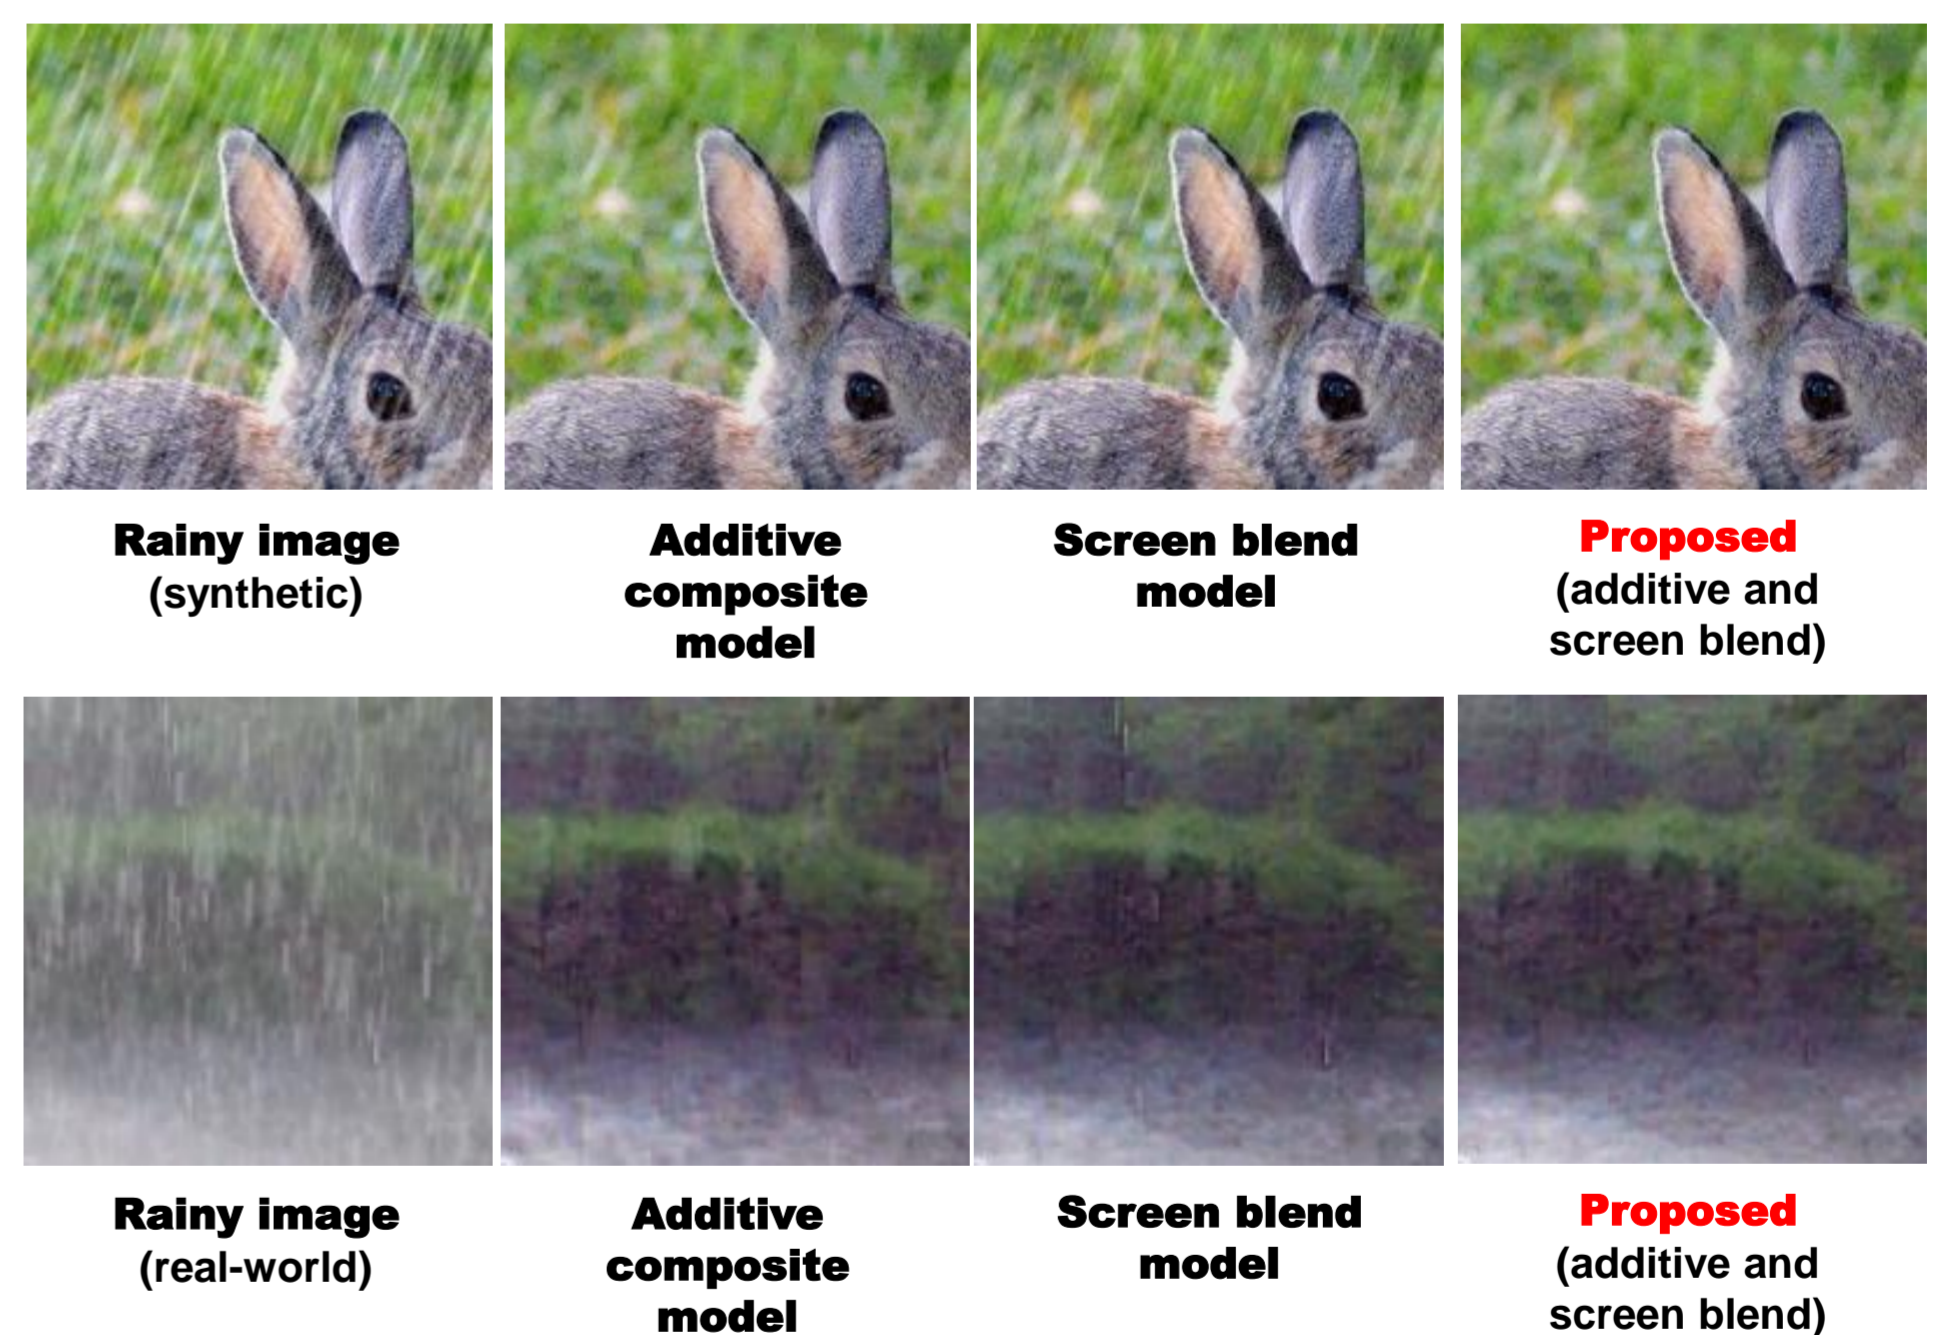 Rainy image
(synthetic)
Additive
composite
model
Screen blend
model
Proposed
(additive and
screen blend)
Rainy image
(real-world)
Additive
composite
model
Screen blend
model
Proposed
(additive and
screen blend)